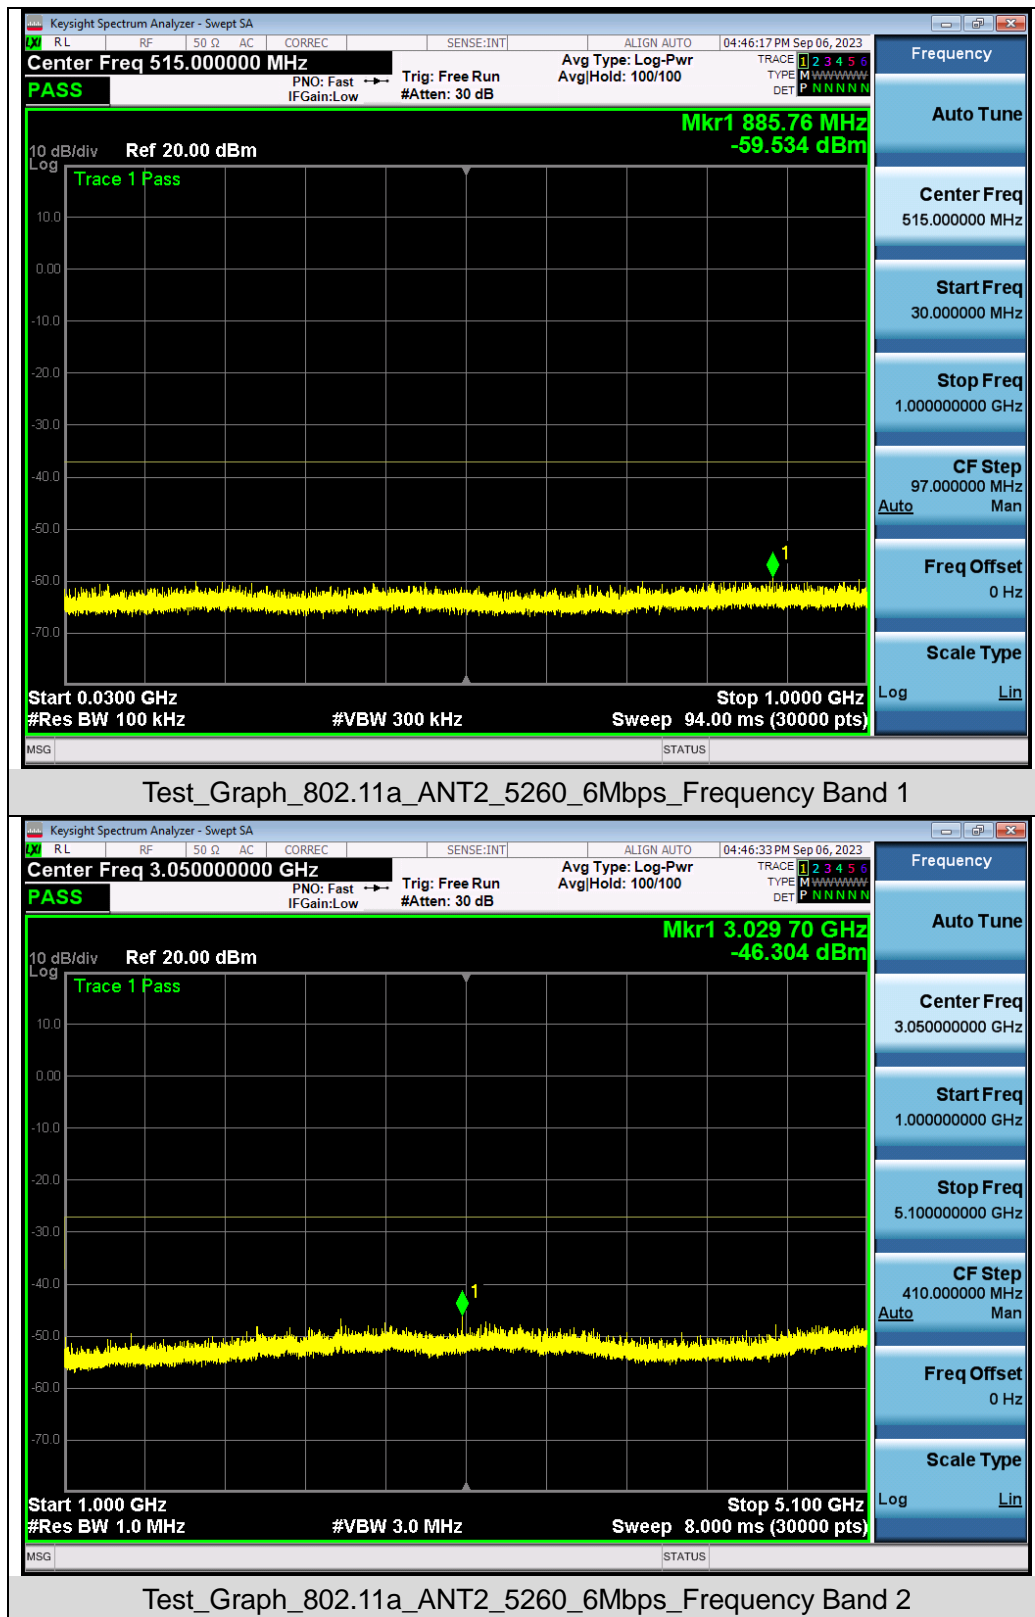 Keysight Spectrum Analyzer - Swept SA
LXI RL RF 50 Ω AC CORREC SENSE:INT ALIGN AUTO 04:46:17 PM Sep 06, 2023
Center Freq 515.000000 MHz
PASS
PNO: Fast
IFGain:Low
Trig: Free Run
#Atten: 30 dB
Avg Type: Log-Pwr
Avg|Hold: 100/100
TRACE 1 2 3 4 5 6
TYPE M WWWWW
DET P N N N N N
Mkr1 885.76 MHz
-59.534 dBm
10 dB/div Ref 20.00 dBm
Log
Trace 1 Pass
10.0
0.00
-10.0
-20.0
-30.0
-40.0
-50.0
1
-60.0
-70.0
Start 0.0300 GHz Stop 1.0000 GHz
#Res BW 100 kHz #VBW 300 kHz Sweep 94.00 ms (30000 pts)
MSG STATUS
Frequency
Auto Tune
Center Freq
515.000000 MHz
Start Freq
30.000000 MHz
Stop Freq
1.000000000 GHz
CF Step
97.000000 MHz
Auto Man
Freq Offset
0 Hz
Scale Type
Log Lin
Test_Graph_802.11a_ANT2_5260_6Mbps_Frequency Band 1
Keysight Spectrum Analyzer - Swept SA
LXI RL RF 50 Ω AC CORREC SENSE:INT ALIGN AUTO 04:46:33 PM Sep 06, 2023
Center Freq 3.050000000 GHz
PASS
PNO: Fast
IFGain:Low
Trig: Free Run
#Atten: 30 dB
Avg Type: Log-Pwr
Avg|Hold: 100/100
TRACE 1 2 3 4 5 6
TYPE M WWWWW
DET P N N N N N
Mkr1 3.029 70 GHz
-46.304 dBm
10 dB/div Ref 20.00 dBm
Log
Trace 1 Pass
10.0
0.00
-10.0
-20.0
-30.0
-40.0
1
-50.0
-60.0
-70.0
Start 1.000 GHz Stop 5.100 GHz
#Res BW 1.0 MHz #VBW 3.0 MHz Sweep 8.000 ms (30000 pts)
MSG STATUS
Frequency
Auto Tune
Center Freq
3.050000000 GHz
Start Freq
1.000000000 GHz
Stop Freq
5.100000000 GHz
CF Step
410.000000 MHz
Auto Man
Freq Offset
0 Hz
Scale Type
Log Lin
Test_Graph_802.11a_ANT2_5260_6Mbps_Frequency Band 2